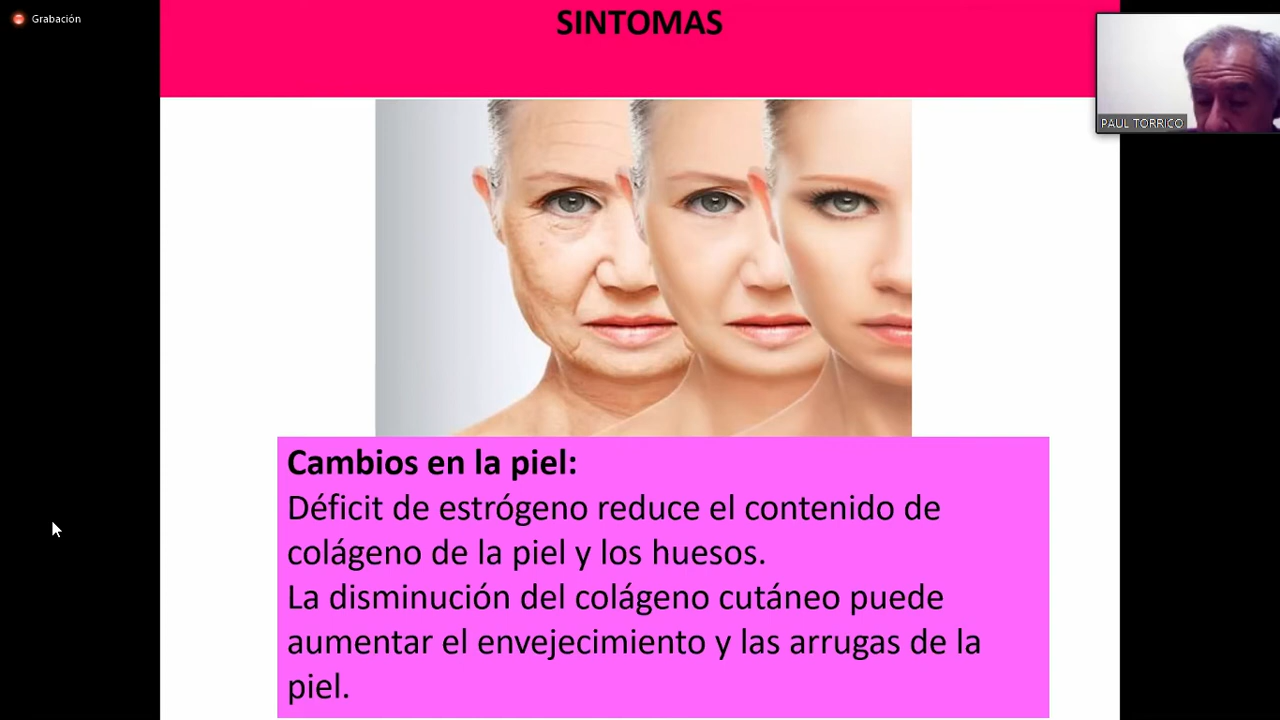 Grabación
SINTOMAS
PAUL TORRICO
Cambios en la piel:
Déficit de estrógeno reduce el contenido de
colágeno de la piel y los huesos.
La disminución del colágeno cutáneo puede
aumentar el envejecimiento y las arrugas de la
piel.